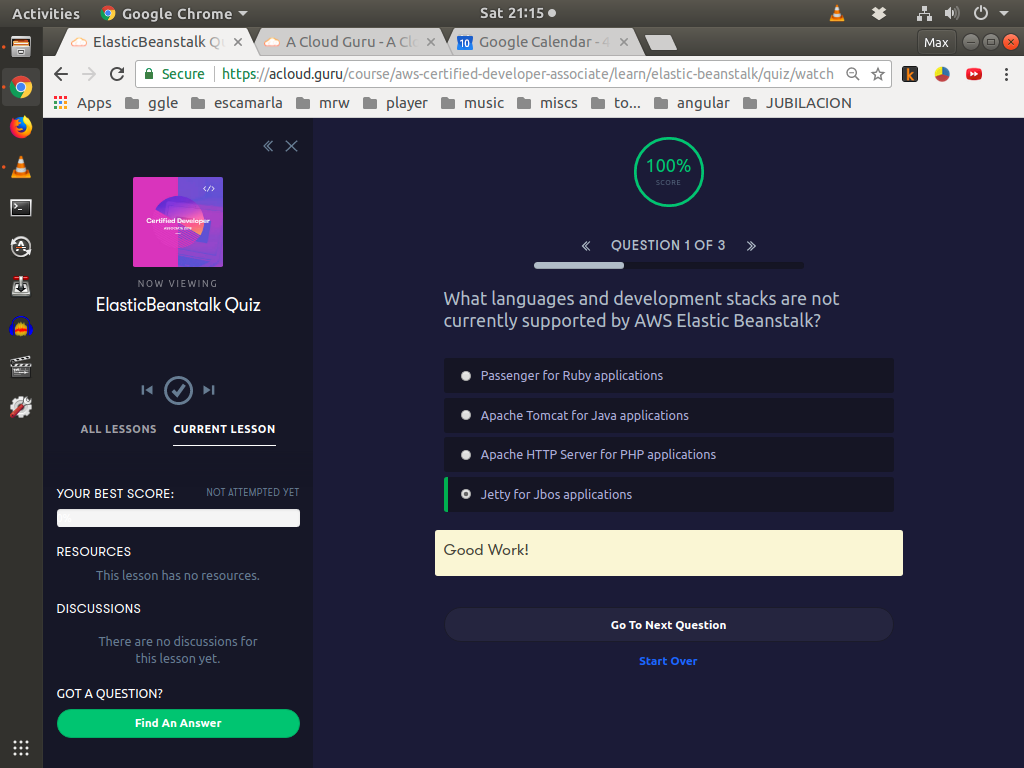 Activities
Google Chrome
Sat 21:15
ElasticBeanstalk Q
A Cloud Guru - A Clo
10
Google Calendar - 4
Max
Secure
https://acloud.guru/course/aws-certified-developer-associate/learn/elastic-beanstalk/quiz/watch
k
Apps
ggle
escamarla
mrw
player
music
miscs
to...
angular
JUBILACION
</>
Certified Developer
NOW VIEWING
ElasticBeanstalk Quiz
ALL LESSONS
CURRENT LESSON
YOUR BEST SCORE:
NOT ATTEMPTED YET
RESOURCES
This lesson has no resources.
DISCUSSIONS
There are no discussions for
this lesson yet.
GOT A QUESTION?
Find An Answer
100%
SCORE
QUESTION 1 OF 3
What languages and development stacks are not
currently supported by AWS Elastic Beanstalk?
Passenger for Ruby applications
Apache Tomcat for Java applications
Apache HTTP Server for PHP applications
Jetty for Jbos applications
Good Work!
Go To Next Question
Start Over